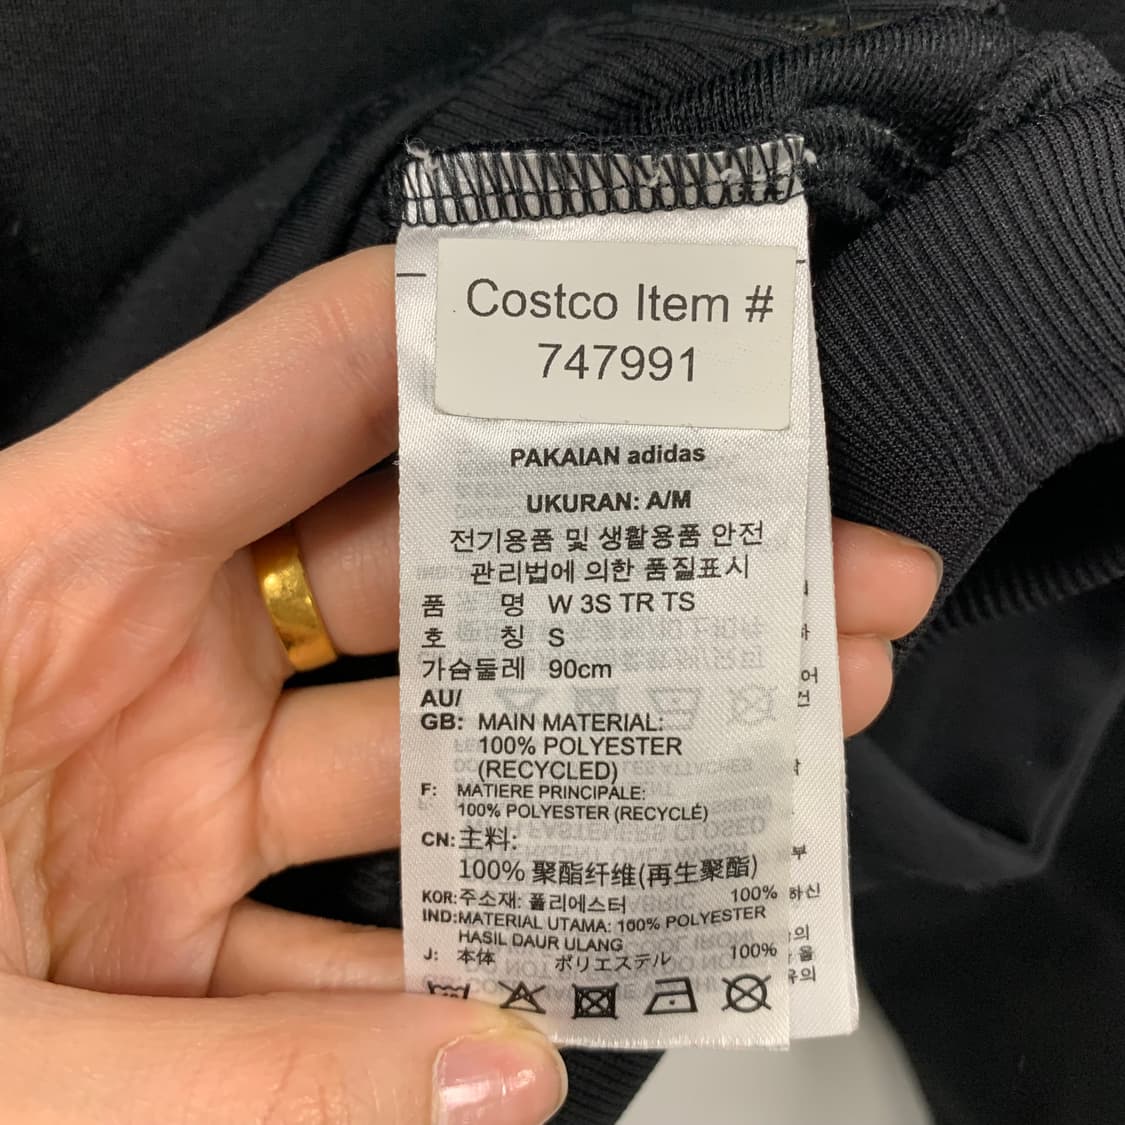 Costco Item #
747991
PAKAIAN adidas
UKURAN: A/M
전기용품 및 생활용품 안전
관리법에 의한 품질표시
품 명 W 3S TR TS
호 칭 S
가슴둘레 90cm
AU/
GB: MAIN MATERIAL:
100% POLYESTER
(RECYCLED)
F: MATIERE PRINCIPALE:
100% POLYESTER (RECYCLÉ)
CN: 主料:
100% 聚酯纤维(再生聚酯)
KOR: 주소재: 폴리에스터 100%
IND: MATERIAL UTAMA: 100% POLYESTER
HASIL DAUR ULANG
J: 本体 ポリエステル 100%